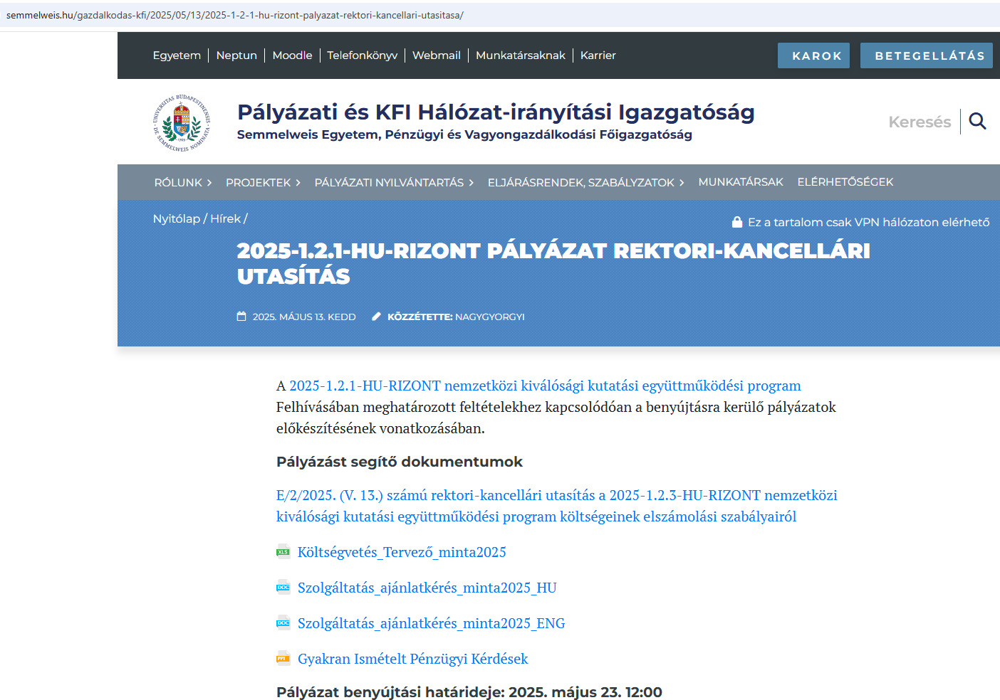 semmelweis.hu/gazdalkodas-kfi/2025/05/13/2025-1-2-1-hu-rizont-palyazat-rektori-kancellari-utasitasa/
Egyetem | Neptun | Moodle | Telefonkönyv | Webmail | Munkatársaknak | Karrier
KAROK
BETEGELLÁTÁS
UNIVERSITAS BUDAPESTINENSIS DE SEMMELWEIS NOMINATA
1769
Pályázati és KFI Hálózat-irányítási Igazgatóság
Semmelweis Egyetem, Pénzügyi és Vagyongazdálkodási Főigazgatóság
Keresés
RÓLUNK > PROJEKTEK > PÁLYÁZATI NYILVÁNTARTÁS > ELJÁRÁSRENDEK, SZABÁLYZATOK > MUNKATÁRSAK ELÉRHETŐSÉGEK
Nyitólap / Hírek /
Ez a tartalom csak VPN hálózaton elérhető
2025-1.2.1-HU-RIZONT PÁLYÁZAT REKTORI-KANCELLÁRI
UTASÍTÁS
2025. MÁJUS 13. KEDD KÖZZÉTETTE: NAGYGYORGYI
A 2025-1.2.1-HU-RIZONT nemzetközi kiválósági kutatási együttműködési program
Felhívásában meghatározott feltételekhez kapcsolódóan a benyújtásra kerülő pályázatok
előkészítésének vonatkozásában.
Pályázást segítő dokumentumok
E/2/2025. (V. 13.) számú rektori-kancellári utasítás a 2025-1.2.3-HU-RIZONT nemzetközi
kiválósági kutatási együttműködési program költségeinek elszámolási szabályairól
XLS Költségvetés_Tervező_minta2025
DOC Szolgáltatás_ajánlatkérés_minta2025_HU
DOC Szolgáltatás_ajánlatkérés_minta2025_ENG
PPT Gyakran Ismételt Pénzügyi Kérdések
Pályázat benyújtási határideje: 2025. május 23. 12:00